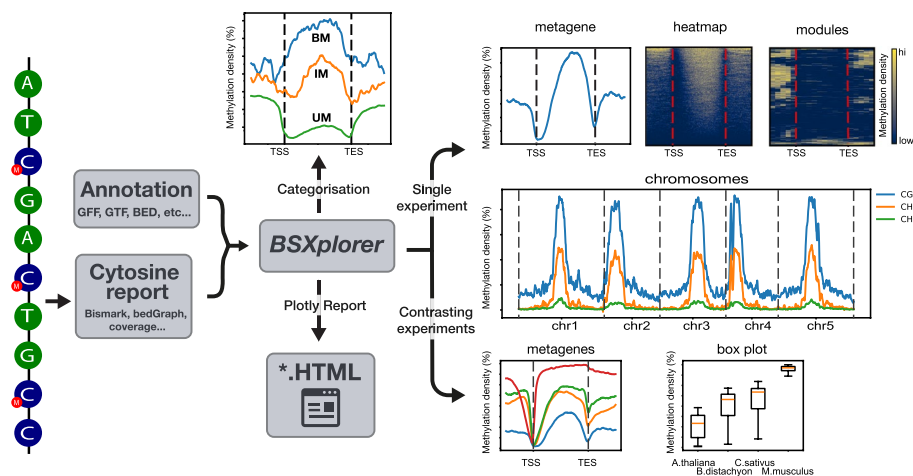 A
T
C
M
G
A
C
M
T
G
C
M
C
Annotation
GFF, GTF, BED, etc...
Cytosine
report
Bismark, bedGraph,
coverage...
Methylation density (%)
BM
IM
UM
TSS
TES
Categorisation
BSXplorer
Plotly Report
*.HTML
Single
experiment
Contrasting
experiments
metagene
Methylation density (%)
TSS
TES
heatmap
TSS
TES
modules
TSS
TES
hi
Methylation density
low
chromosomes
Methylation density (%)
chr1
chr2
chr3
chr4
chr5
CG
CH
CH
metagenes
Methylation density (%)
TSS
TES
box plot
Methylation density (%)
A.thaliana
C.sativus
B.distachyon
M.musculus